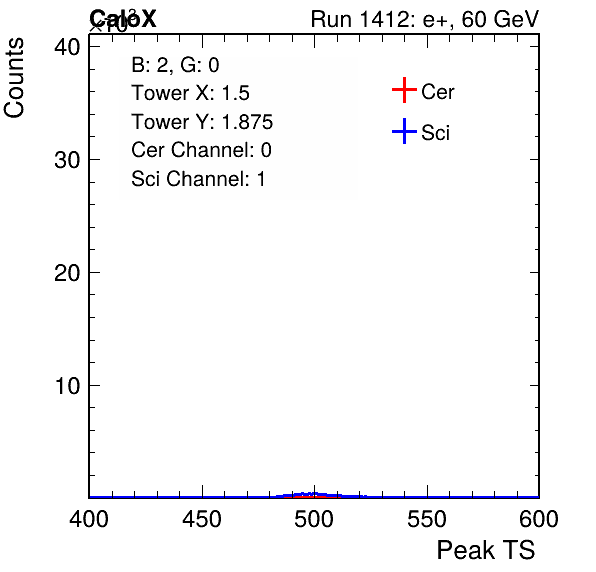 CaloX Run 1412: e+, 60 GeV
×10³
Counts
B: 2, G: 0
Tower X: 1.5
Tower Y: 1.875
Cer Channel: 0
Sci Channel: 1
Cer
Sci
40
30
20
10
400 450 500 550 600
Peak TS